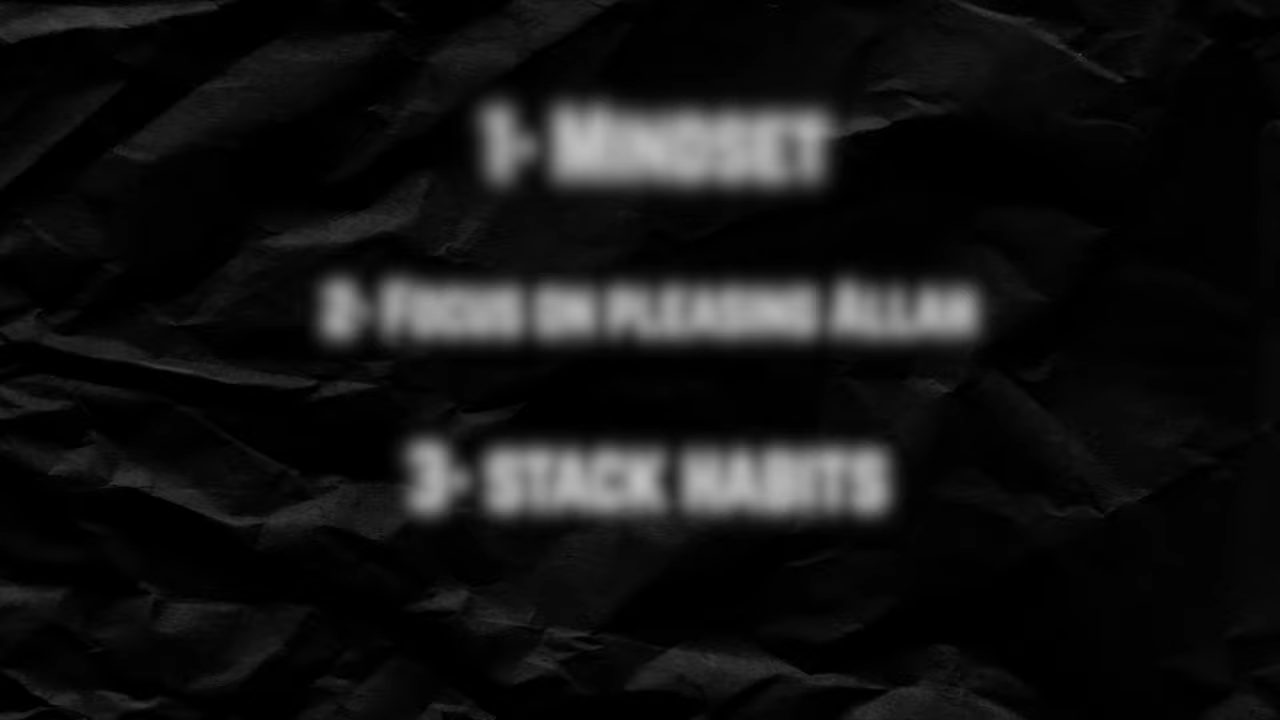 1- Mindset
2- Focus on pleasing Allah
3- stack habits